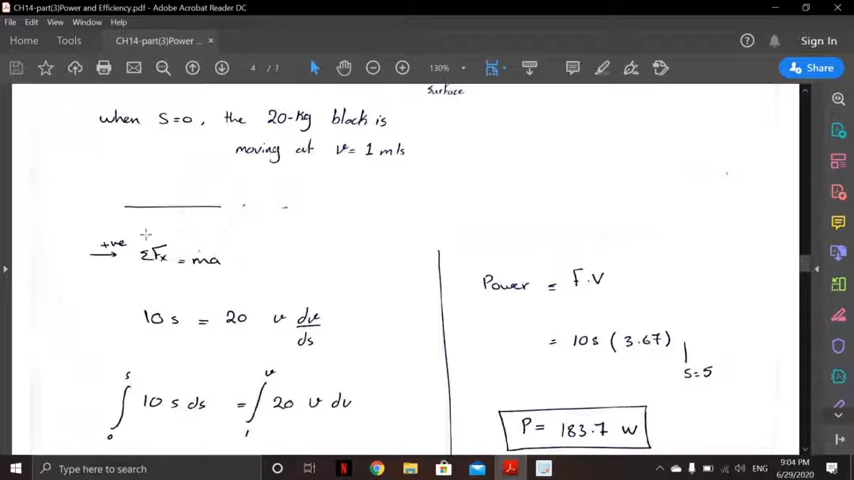 CH14-part(3)Power and Efficiency.pdf - Adobe Acrobat Reader DC
File Edit View Window Help
Home Tools CH14-part(3)Power ... × Sign In
4 / 7 130% Share
surface
when S=0, the 20-Kg block is
moving at v= 1 m/s
+ve
ΣFx = ma
10 s = 20 v dv/ds
∫₀ˢ 10 s ds = ∫₁ᵛ 20 v dv
Power = F.V
= 10s (3.67) | s=5
P= 183.7 W
Type here to search
ENG
9:04 PM
6/29/2020